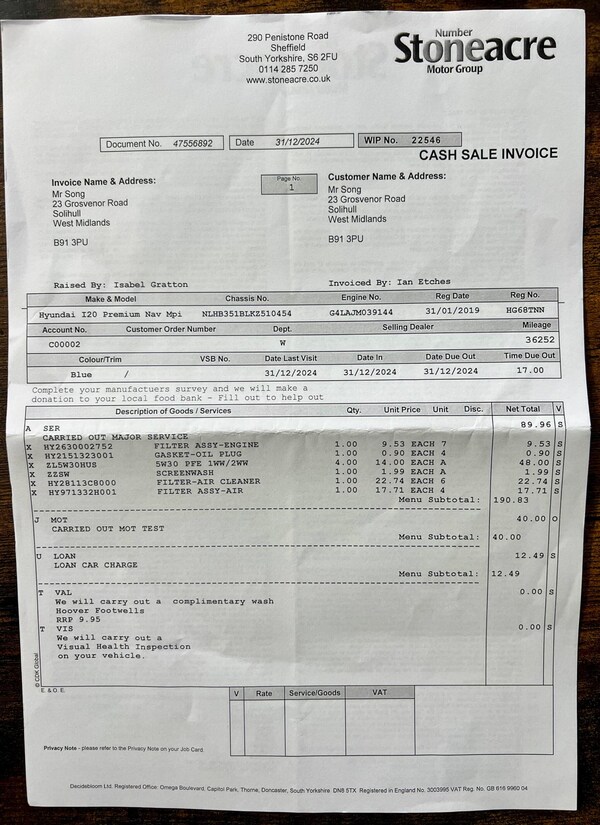 290 Penistone Road
Sheffield
South Yorkshire, S6 2FU
0114 285 7250
www.stoneacre.co.uk
Number
Stoneacre
Motor Group
Document No. 47556892
Date 31/12/2024
WIP No. 22546
CASH SALE INVOICE
Invoice Name & Address:
Mr Song
23 Grosvenor Road
Solihull
West Midlands
B91 3PU
Page No.
1
Customer Name & Address:
Mr Song
23 Grosvenor Road
Solihull
West Midlands
B91 3PU
Raised By: Isabel Gratton
Invoiced By: Ian Etches
Make & Model Chassis No. Engine No. Reg Date Reg No.
Hyundai I20 Premium Nav Mpi NLHB351BLKZ510454 G4LAJM039144 31/01/2019 HG68TNN
Account No. Customer Order Number Dept. Selling Dealer Mileage
C00002 W 36252
Colour/Trim VSB No. Date Last Visit Date In Date Due Out Time Due Out
Blue / 31/12/2024 31/12/2024 31/12/2024 17.00
Complete your manufactuers survey and we will make a
donation to your local food bank - Fill out to help out
Description of Goods / Services Qty. Unit Price Unit Disc. Net Total V
A SER 89.96 S
CARRIED OUT MAJOR SERVICE
X HY2630002752 FILTER ASSY-ENGINE 1.00 9.53 EACH 7 9.53 S
X HY2151323001 GASKET-OIL PLUG 1.00 0.90 EACH 4 0.90 S
X ZL5W30HUS 5W30 PFE 1WW/2WW 4.00 14.00 EACH A 48.00 S
X ZZSW SCREENWASH 1.00 1.99 EACH A 1.99 S
X HY28113C8000 FILTER-AIR CLEANER 1.00 22.74 EACH 6 22.74 S
X HY971332H001 FILTER ASSY-AIR 1.00 17.71 EACH 4 17.71 S
Menu Subtotal: 190.83
J MOT 40.00 O
CARRIED OUT MOT TEST
Menu Subtotal: 40.00
U LOAN 12.49 S
LOAN CAR CHARGE
Menu Subtotal: 12.49
T VAL 0.00 S
We will carry out a complimentary wash
Hoover Footwells
RRP 9.95
T VIS 0.00 S
We will carry out a
Visual Health Inspection
on your vehicle.
© CDK Global
E. & O. E.
V Rate Service/Goods VAT
Privacy Note - please refer to the Privacy Note on your Job Card.
Decidebloom Ltd. Registered Office: Omega Boulevard, Capitol Park, Thorne, Doncaster, South Yorkshire DN8 5TX Registered in England No. 3003995 VAT Reg. No. GB 616 9960 04